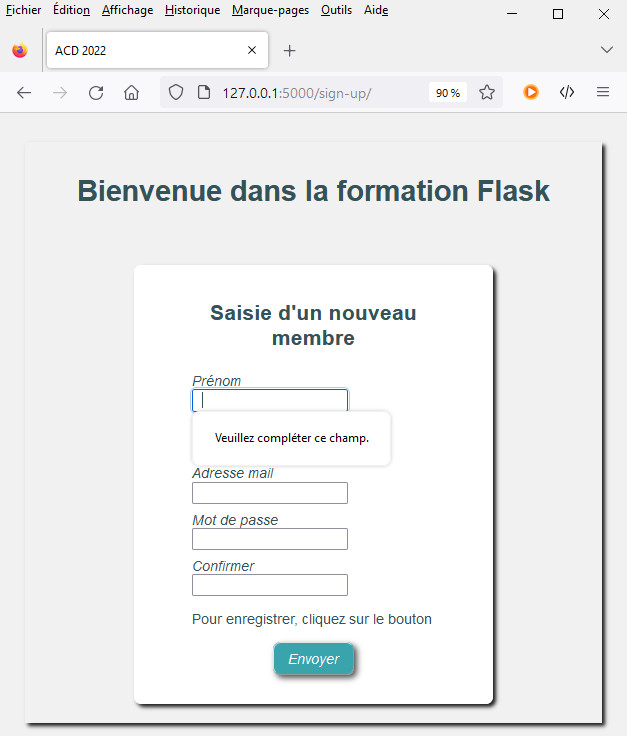 Fichier Édition Affichage Historique Marque-pages Outils Aide
ACD 2022
127.0.0.1:5000/sign-up/ 90 %
Bienvenue dans la formation Flask
Saisie d'un nouveau
membre
Prénom
Veuillez compléter ce champ.
Adresse mail
Mot de passe
Confirmer
Pour enregistrer, cliquez sur le bouton
Envoyer